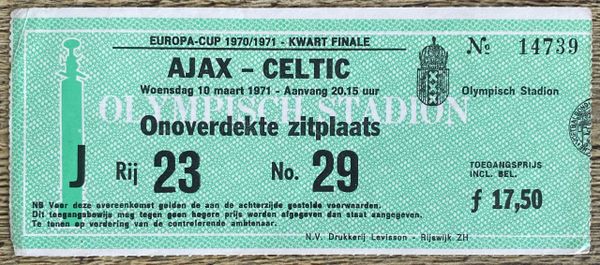 EUROPA-CUP 1970/1971 - KWART FINALE
AJAX – CELTIC
Woensdag 10 maart 1971 - Aanvang 20.15 uur
No 14739
Olympisch Stadion
OLYMPISCH STADION
Onoverdekte zitplaats
J Rij 23 No. 29
TOEGANGSPRIJS
INCL. BEL.
ƒ 17,50
NB Voor deze overeenkomst gelden de aan de achterzijde gestelde voorwaarden.
Dit toegangsbewijs mag tegen geen hogere prijs worden afgegeven dan staat aangegeven.
Te tonen op vordering van de controlerende ambtenaar.
N.V. Drukkerij Levisson - Rijswijk ZH